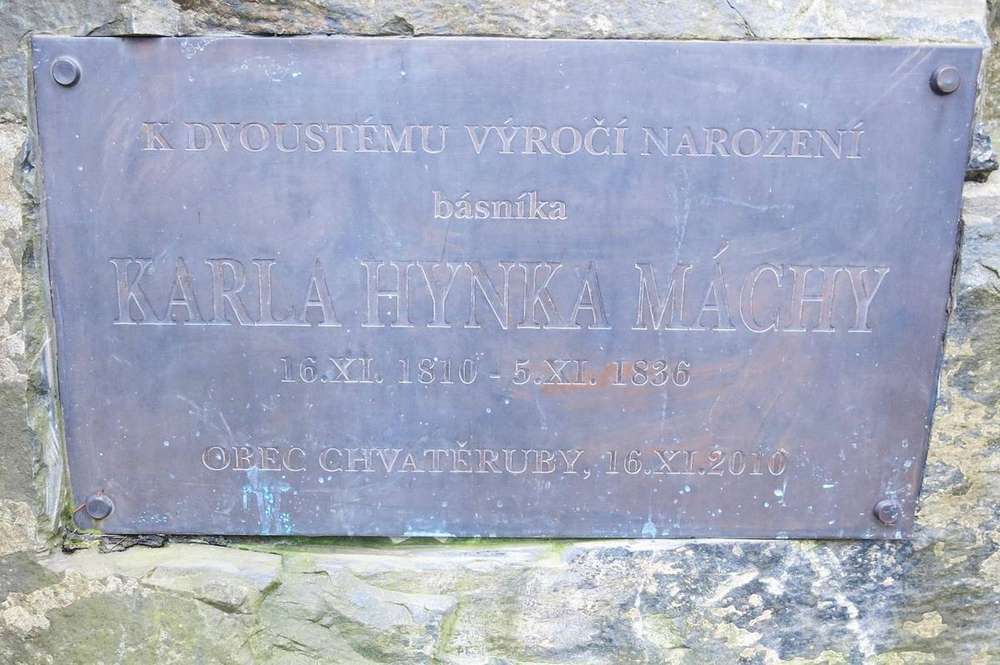 K DVOUSTÉMU VÝROČÍ NAROZENÍ
básníka
KARLA HYNKA MÁCHY
16.XI. 1810 - 5.XI. 1836
OBEC CHVATĚRUBY, 16.XI.2010